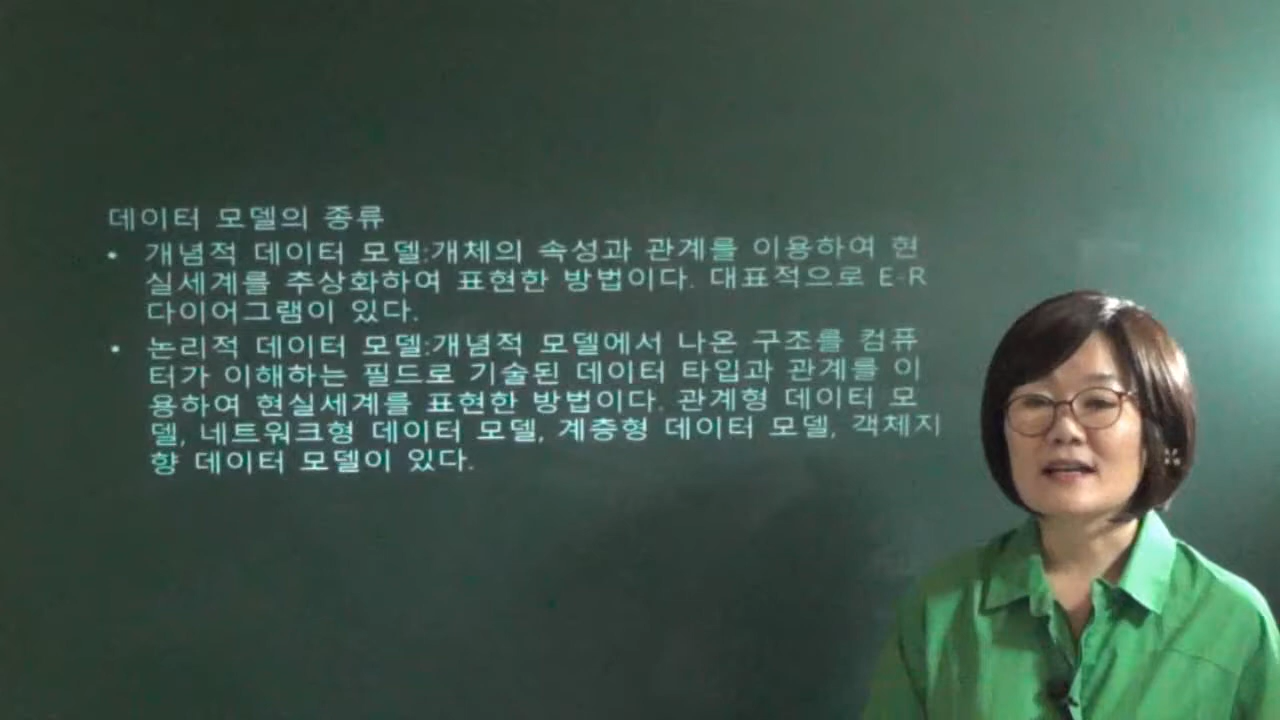 데이터 모델의 종류
• 개념적 데이터 모델:개체의 속성과 관계를 이용하여 현
실세계를 추상화하여 표현한 방법이다. 대표적으로 E-R
다이어그램이 있다.
• 논리적 데이터 모델:개념적 모델에서 나온 구조를 컴퓨
터가 이해하는 필드로 기술된 데이터 타입과 관계를 이
용하여 현실세계를 표현한 방법이다. 관계형 데이터 모
델, 네트워크형 데이터 모델, 계층형 데이터 모델, 객체지
향 데이터 모델이 있다.